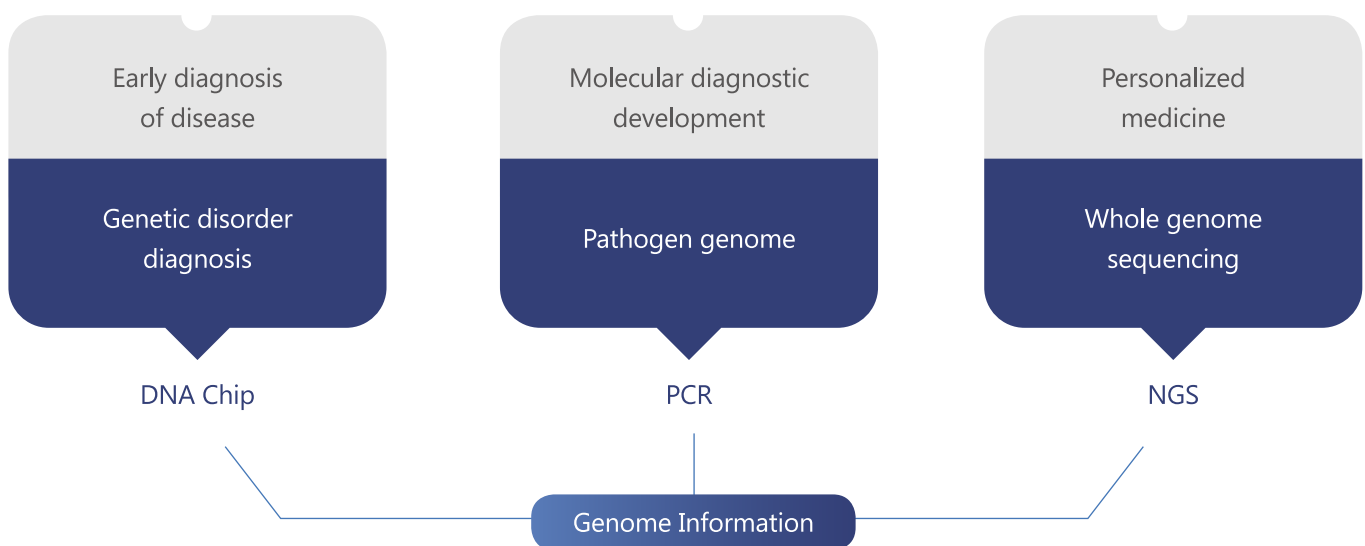 Early diagnosis
of disease
Genetic disorder
diagnosis
DNA Chip
Molecular diagnostic
development
Pathogen genome
PCR
Personalized
medicine
Whole genome
sequencing
NGS
Genome Information